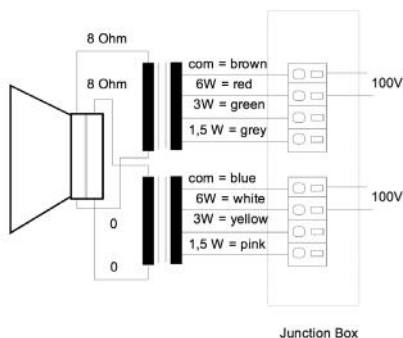 8 Ohm
8 Ohm
0
0
com = brown
6W = red
3W = green
1,5 W = grey
100V
com = blue
6W = white
3W = yellow
1,5 W = pink
100V
Junction Box